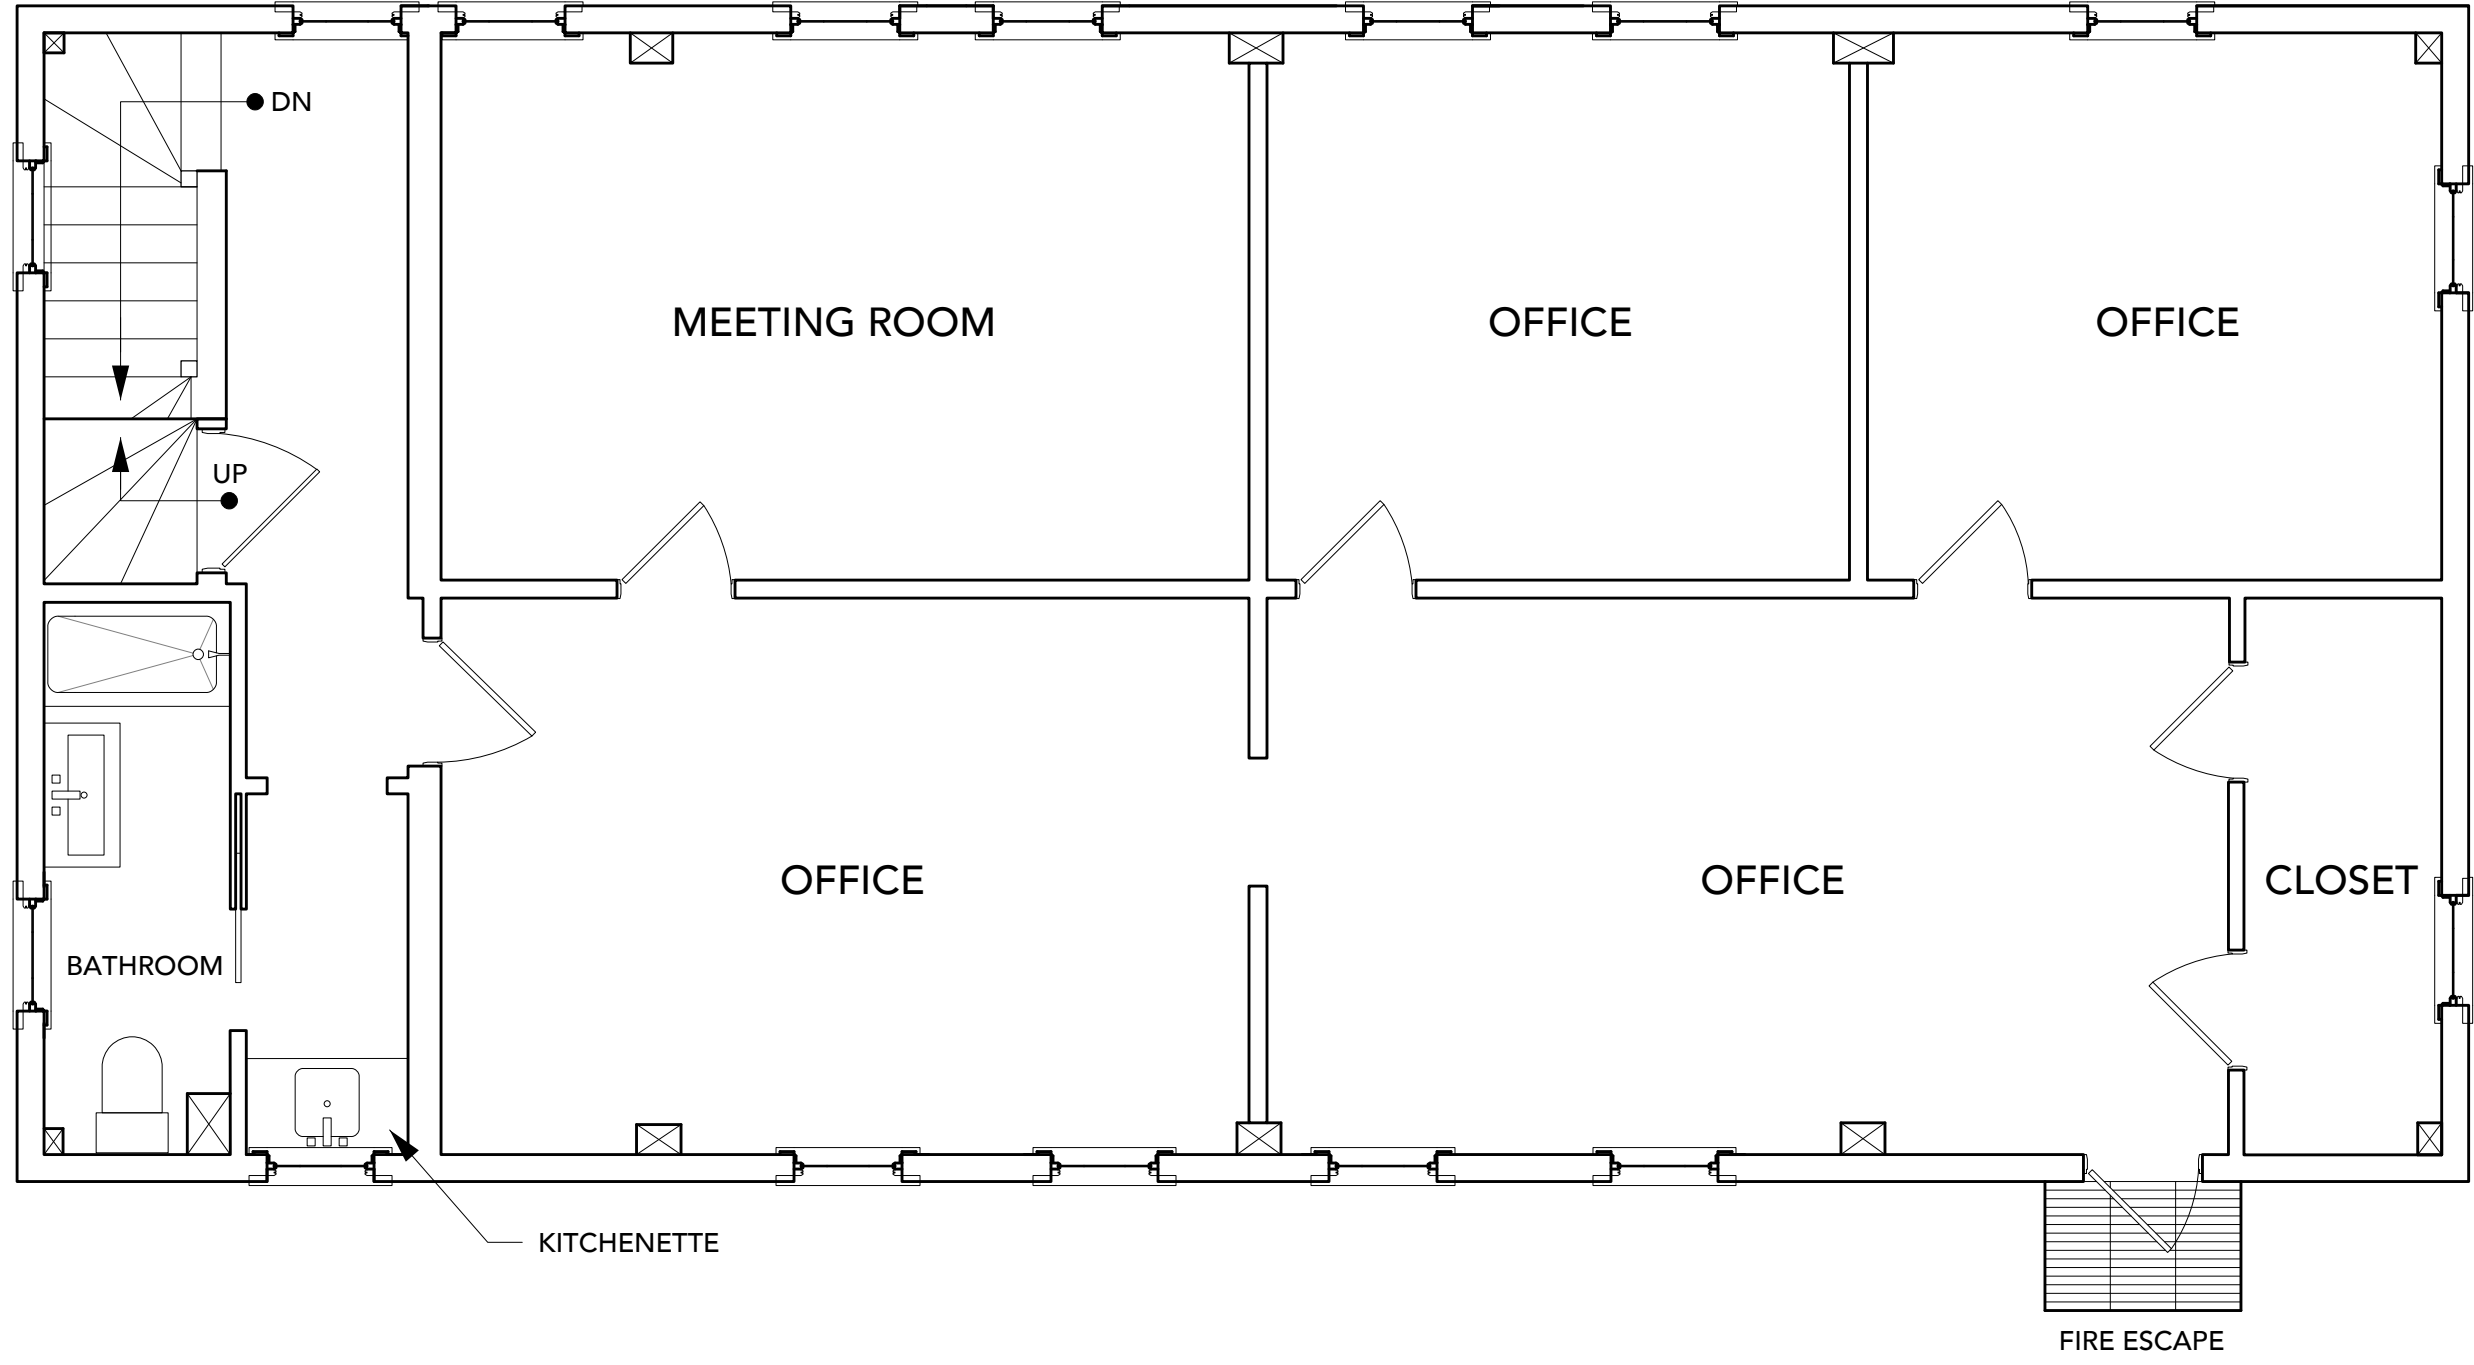 DN
MEETING ROOM
OFFICE
OFFICE
UP
OFFICE
OFFICE
CLOSET
BATHROOM
KITCHENETTE
FIRE ESCAPE